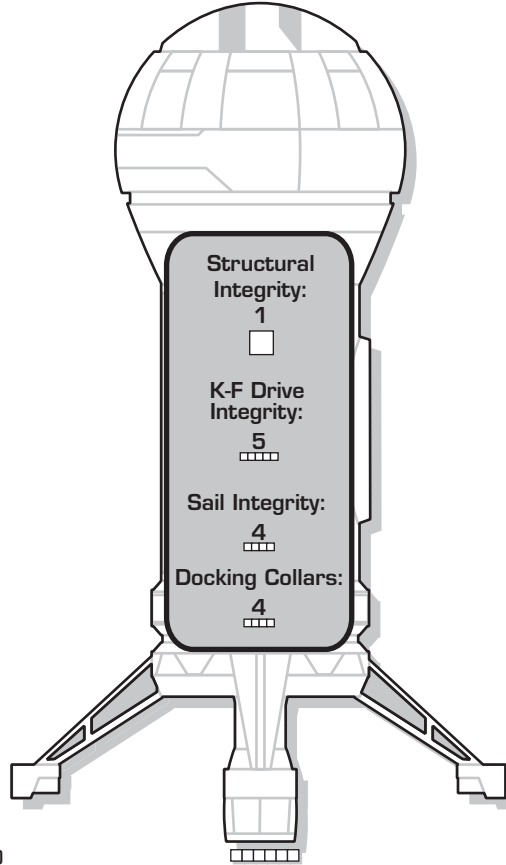 Structural
Integrity:
1
K-F Drive
Integrity:
5
Sail Integrity:
4
Docking Collars:
4